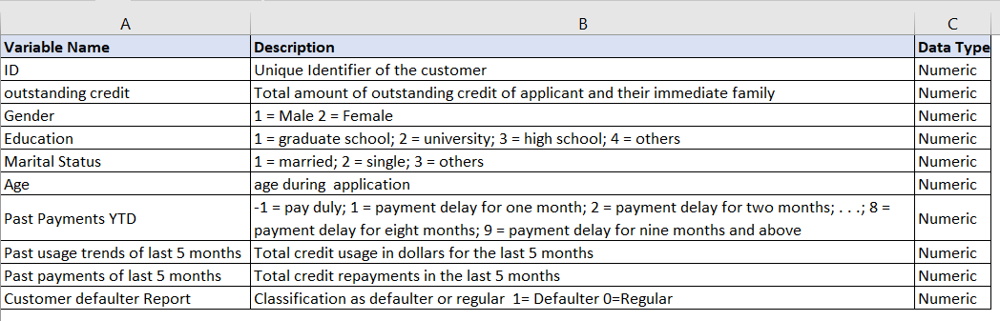 A B C
Variable Name Description Data Type
ID Unique Identifier of the customer Numeric
outstanding credit Total amount of outstanding credit of applicant and their immediate family Numeric
Gender 1 = Male 2 = Female Numeric
Education 1 = graduate school; 2 = university; 3 = high school; 4 = others Numeric
Marital Status 1 = married; 2 = single; 3 = others Numeric
Age age during  application Numeric
Past Payments YTD -1 = pay duly; 1 = payment delay for one month; 2 = payment delay for two months; . . .; 8 =
payment delay for eight months; 9 = payment delay for nine months and above Numeric
Past usage trends of last 5 months Total credit usage in dollars for the last 5 months Numeric
Past payments of last 5 months Total credit repayments in the last 5 months Numeric
Customer defaulter Report Classification as defaulter or regular  1= Defaulter 0=Regular Numeric